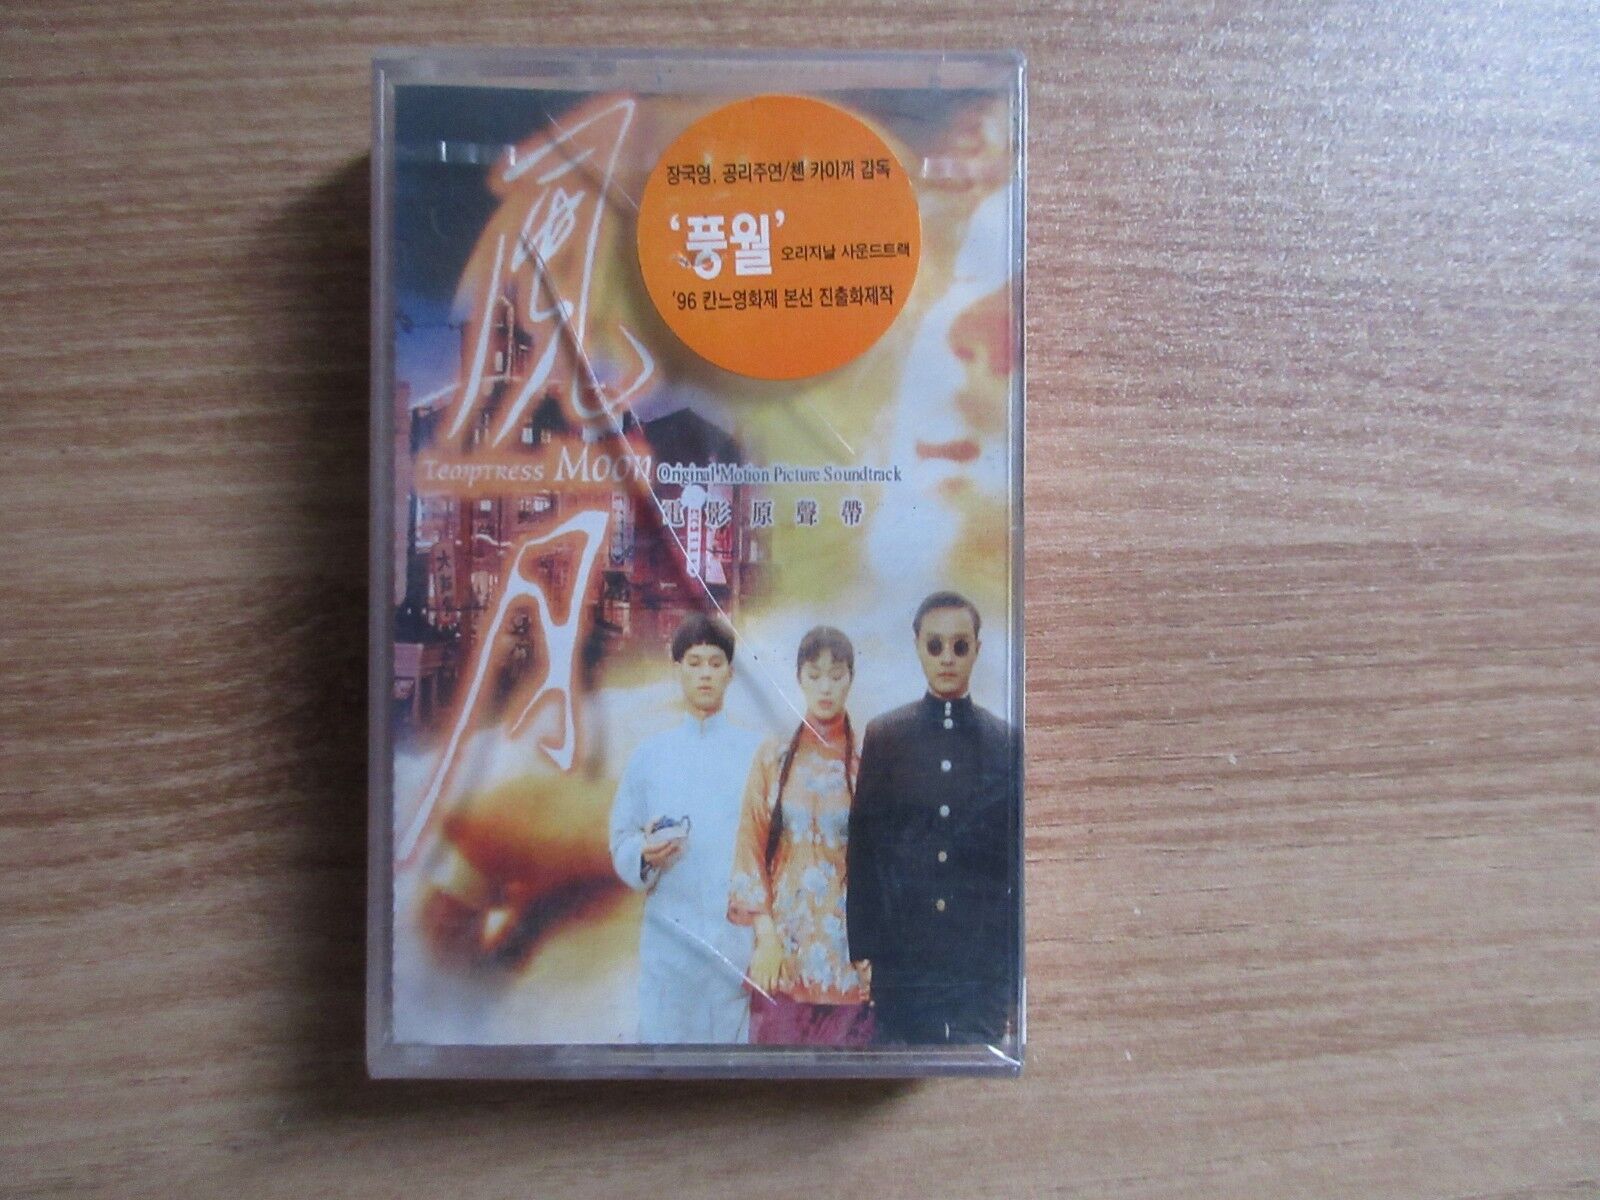 장국영, 공리주연/첸 카이꺼 감독
'풍월' 오리지날 사운드트랙
'96 칸느영화제 본선 진출화제작
風
Temptress Moon Original Motion Picture Soundtrack
電影原聲帶
月